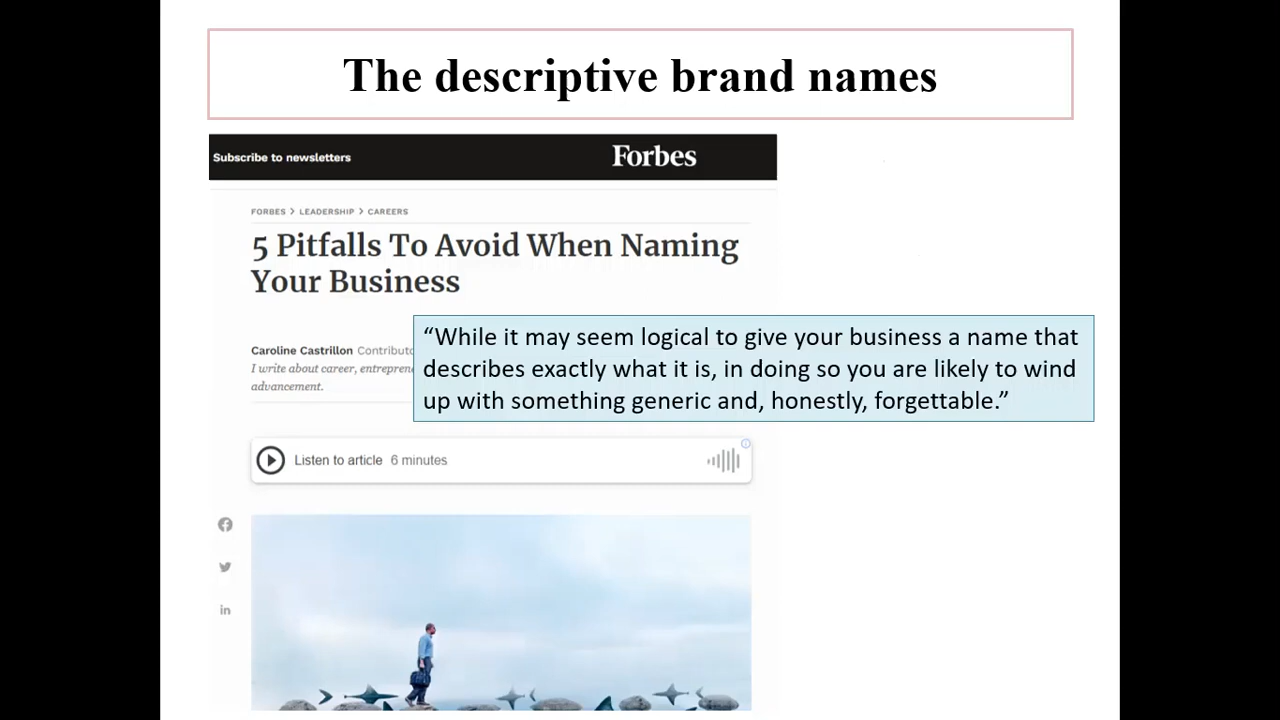 The descriptive brand names
Subscribe to newsletters
Forbes
FORBES > LEADERSHIP > CAREERS
5 Pitfalls To Avoid When Naming
Your Business
Caroline Castrillon Contributo
I write about career, entrepren
advancement.
“While it may seem logical to give your business a name that
describes exactly what it is, in doing so you are likely to wind
up with something generic and, honestly, forgettable.”
Listen to article 6 minutes
in